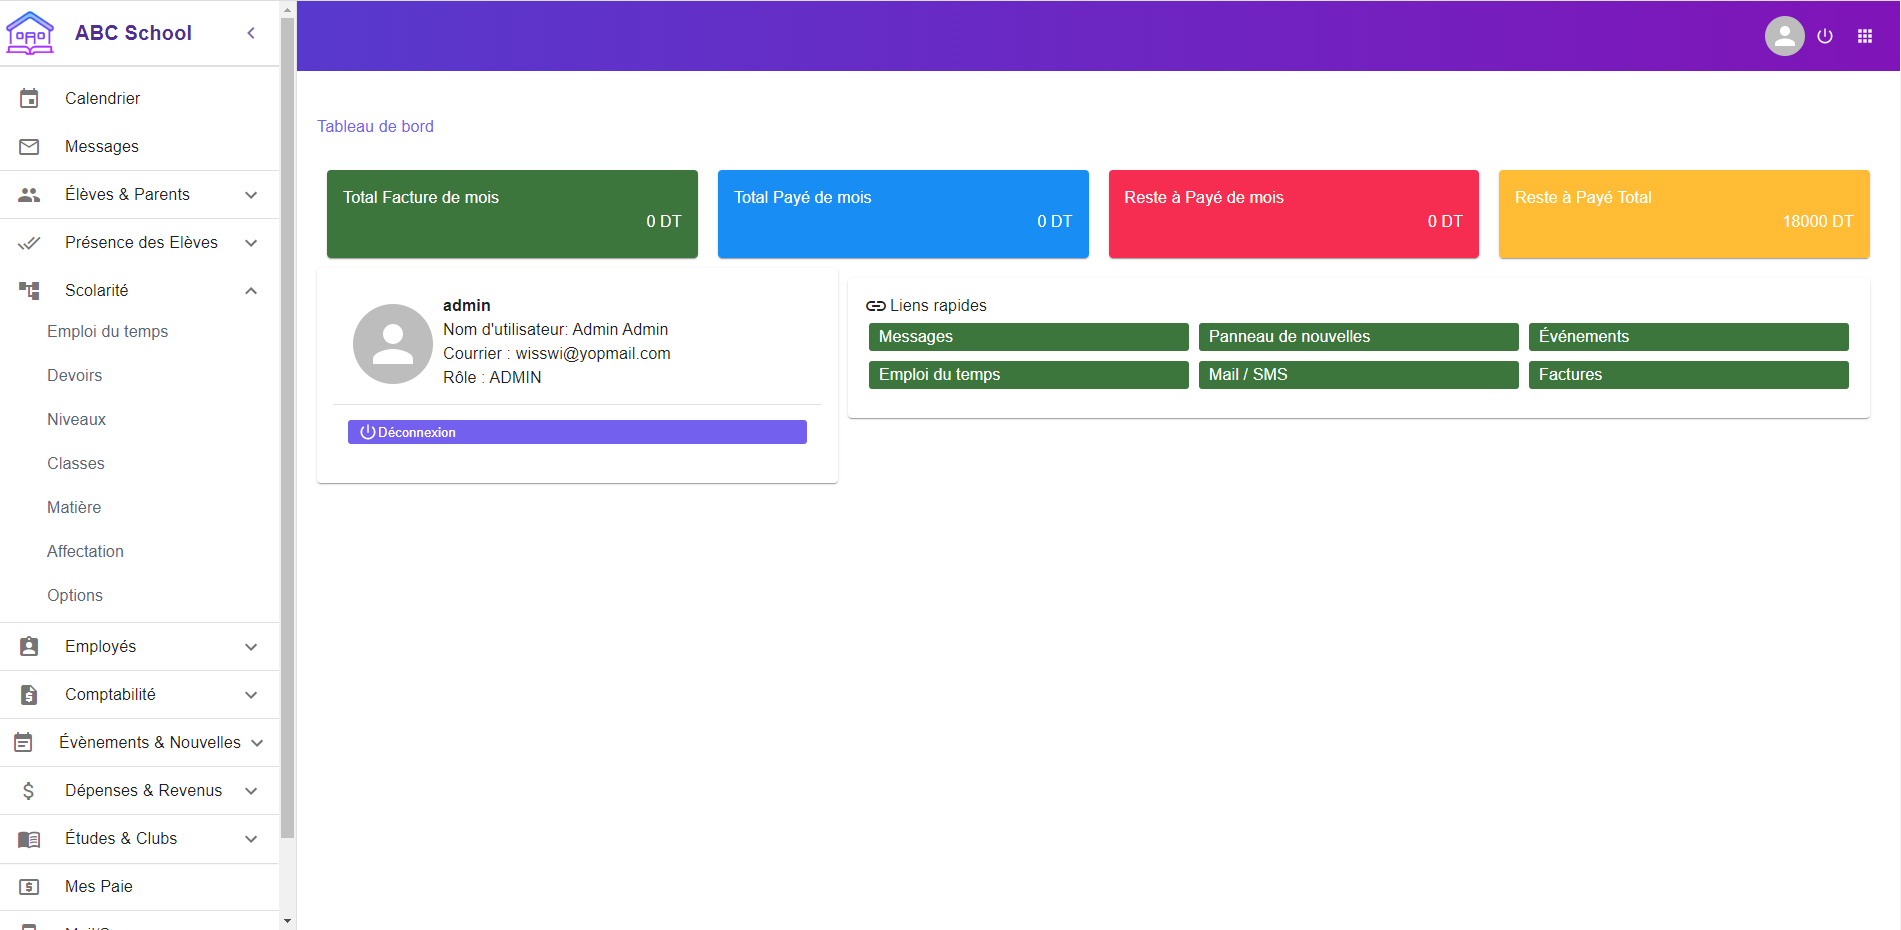 ABC School
Calendrier
Messages
Élèves & Parents
Présence des Elèves
Scolarité
Emploi du temps
Devoirs
Niveaux
Classes
Matière
Affectation
Options
Employés
Comptabilité
Évènements & Nouvelles
Dépenses & Revenus
Études & Clubs
Mes Paie
Tableau de bord
Total Facture de mois
0 DT
Total Payé de mois
0 DT
Reste à Payé de mois
0 DT
Reste à Payé Total
18000 DT
admin
Nom d'utilisateur: Admin Admin
Courrier : wisswi@yopmail.com
Rôle : ADMIN
Déconnexion
Liens rapides
Messages
Panneau de nouvelles
Événements
Emploi du temps
Mail / SMS
Factures